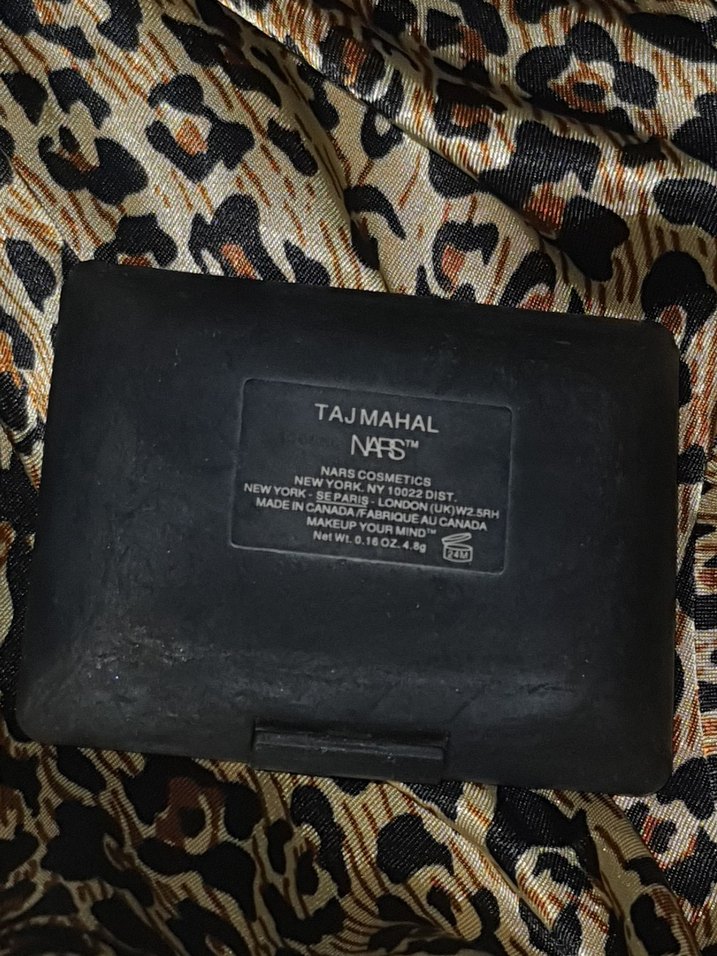 TAJ MAHAL
NARS™
NARS COSMETICS
NEW YORK. NY 10022 DIST.
NEW YORK - SE PARIS - LONDON (UK)W2.5RH
MADE IN CANADA/FABRIQUE AU CANADA
MAKEUP YOUR MIND™
Net Wt. 0.16 OZ. 4.8g
24M